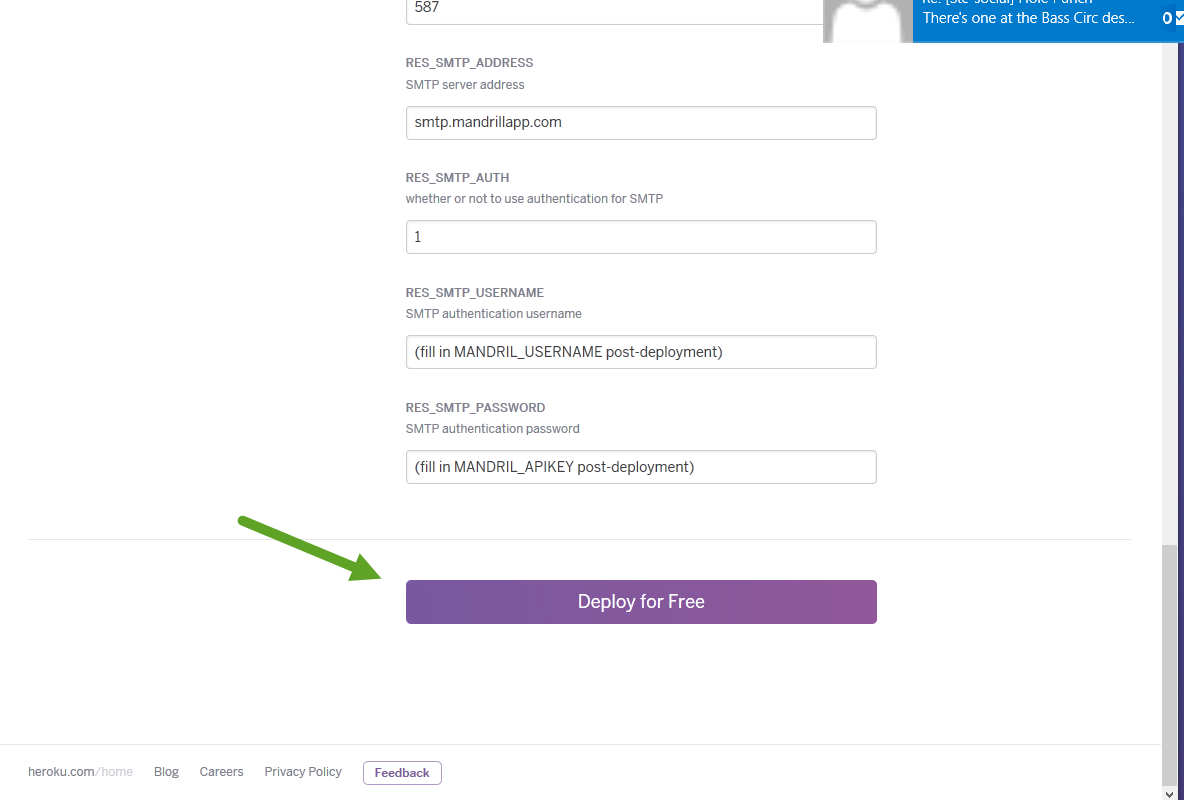 587
There's one at the Bass Circ des...
0
RES_SMTP_ADDRESS
SMTP server address
smtp.mandrillapp.com
RES_SMTP_AUTH
whether or not to use authentication for SMTP
1
RES_SMTP_USERNAME
SMTP authentication username
(fill in MANDRIL_USERNAME post-deployment)
RES_SMTP_PASSWORD
SMTP authentication password
(fill in MANDRIL_APIKEY post-deployment)
Deploy for Free
heroku.com/home Blog Careers Privacy Policy Feedback